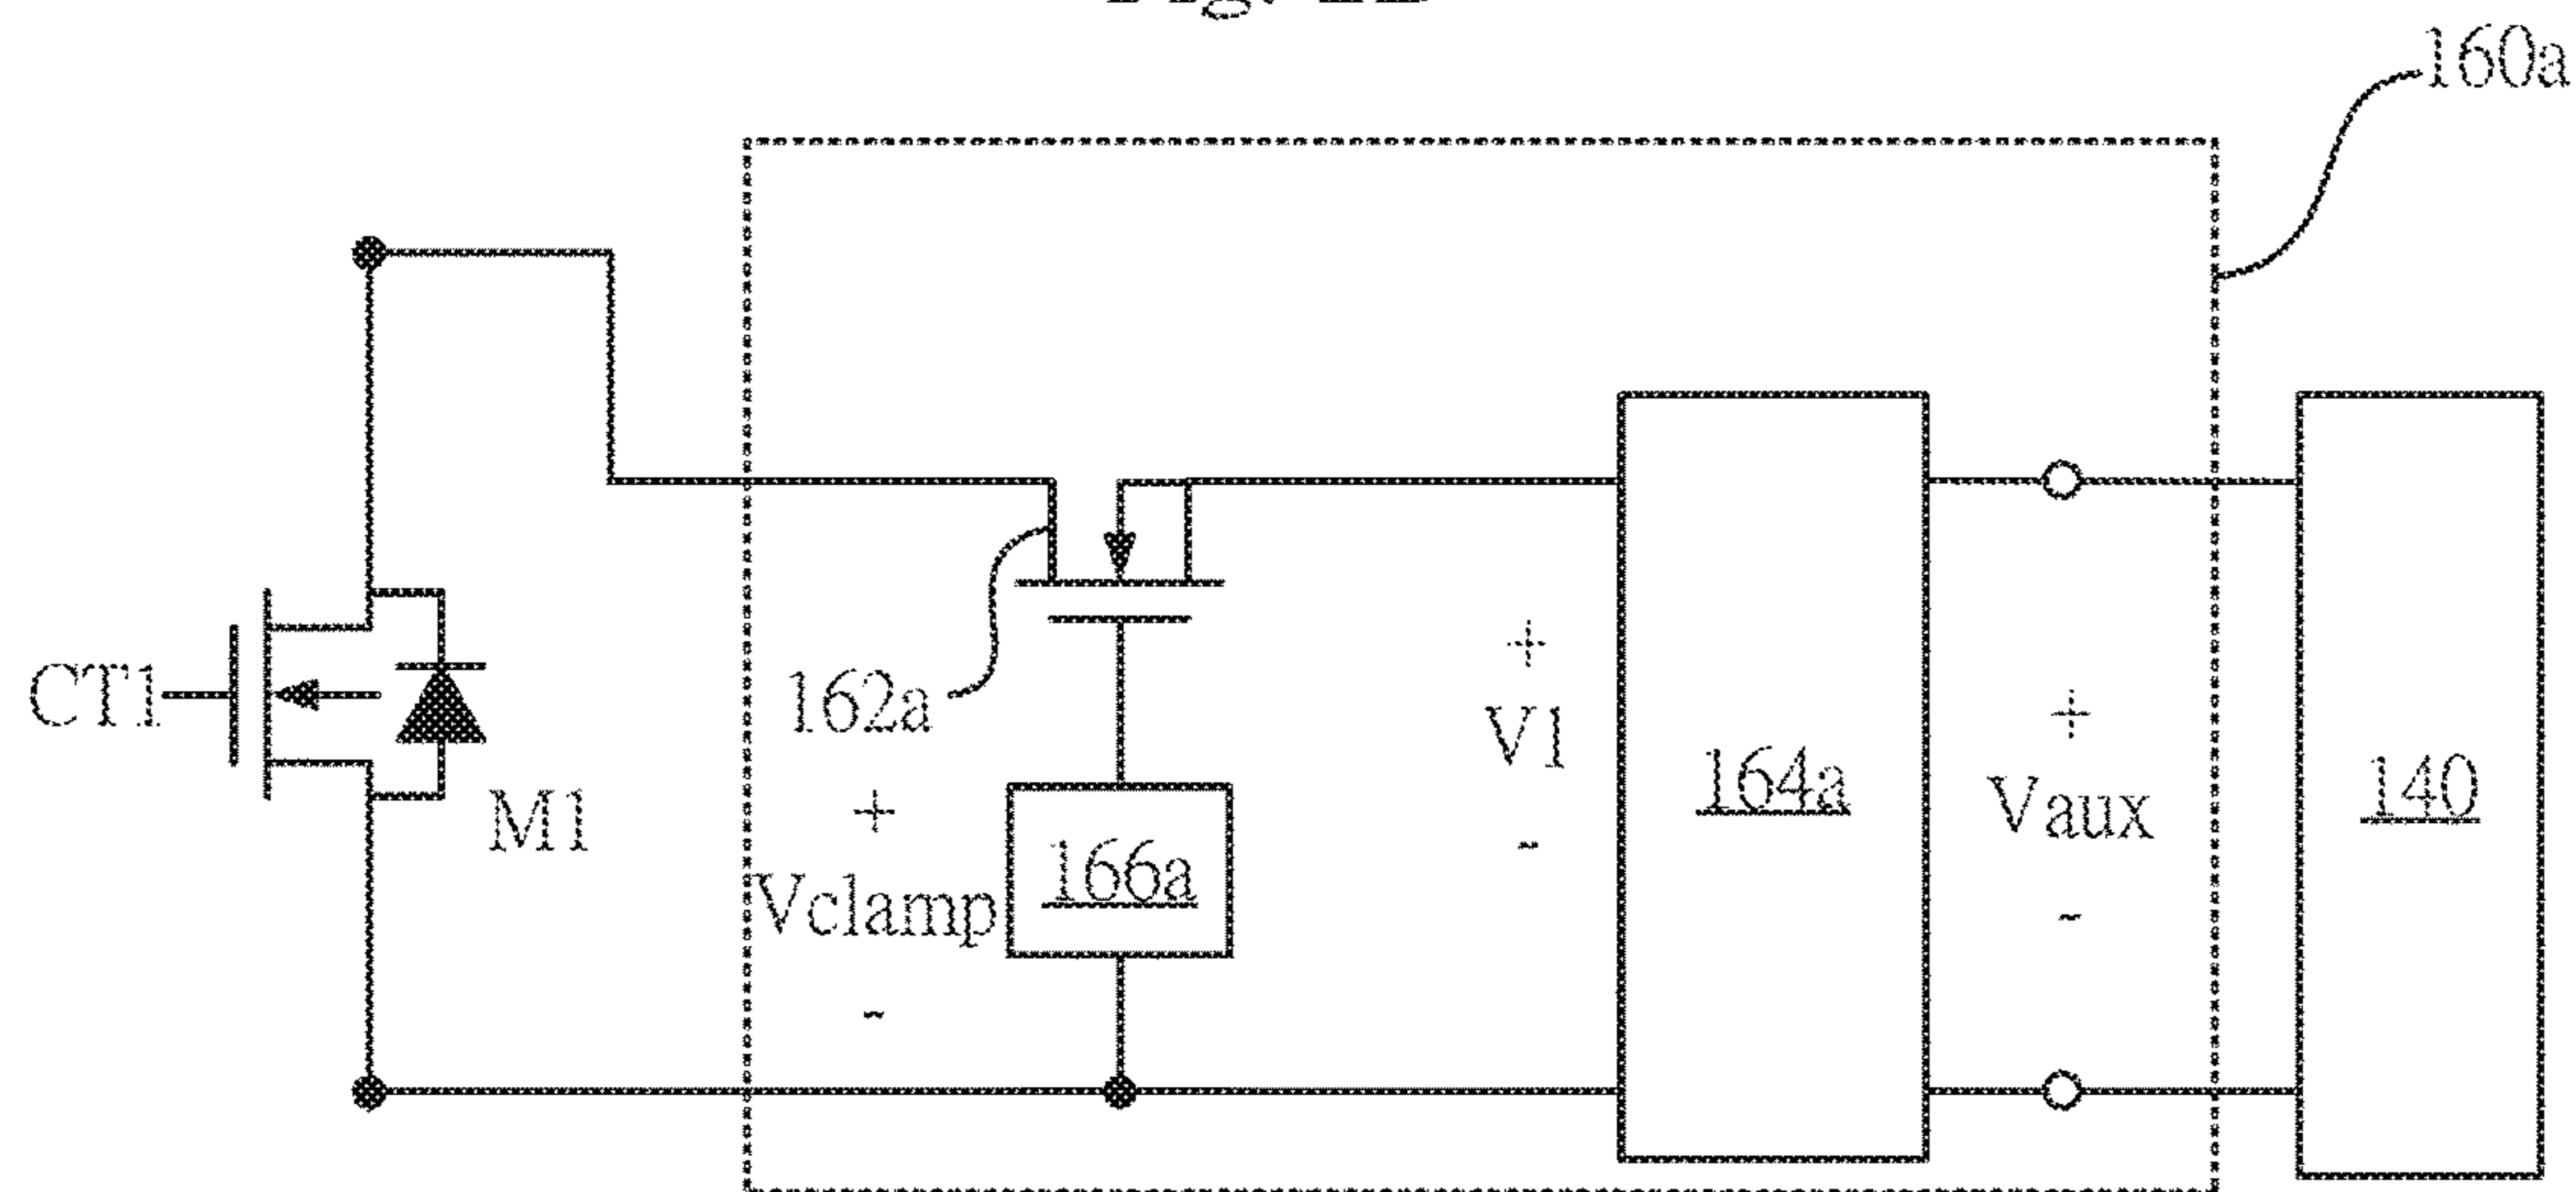 160a
CT1
M1
162a
+
Vclamp
-
166a
+
V1
-
164a
+
Vaux
-
140